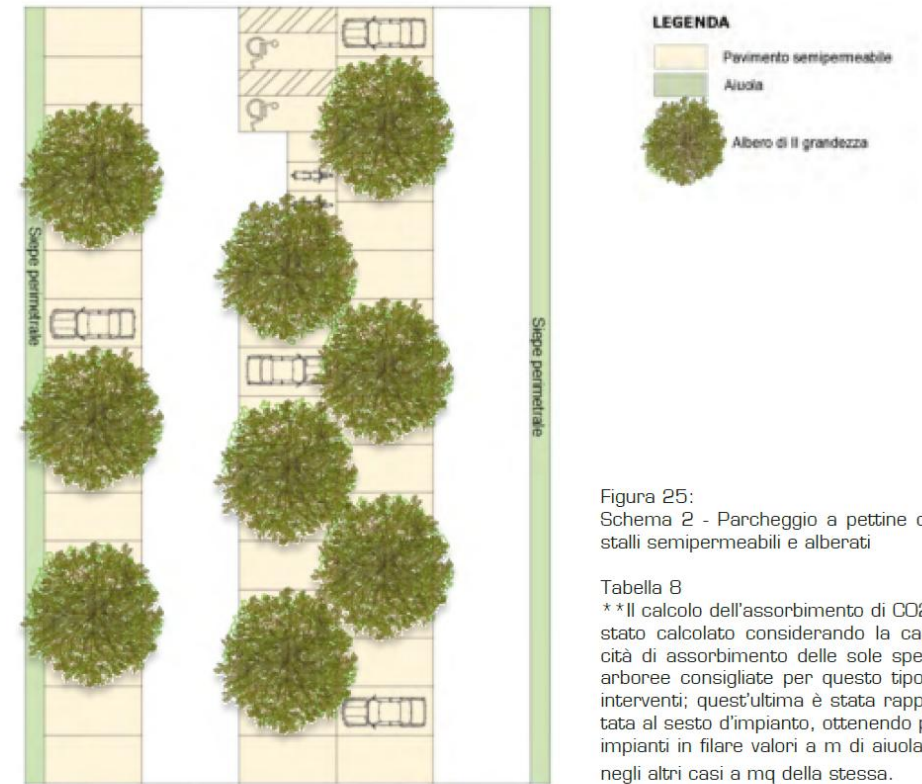 LEGENDA
Pavimento semipermeabile
Aiuola
Albero di II grandezza
Siepe perimetrale
Siepe perimetrale
Figura 25:
Schema 2 - Parcheggio a pettine
stalli semipermeabili e alberati
Tabella 8
**Il calcolo dell'assorbimento di CO2
stato calcolato considerando la ca
cità di assorbimento delle sole spe
arboree consigliate per questo tipo
interventi; quest'ultima è stata rapp
tata al sesto d'impianto, ottenendo p
impianti in filare valori a m di aiuola
negli altri casi a mq della stessa.